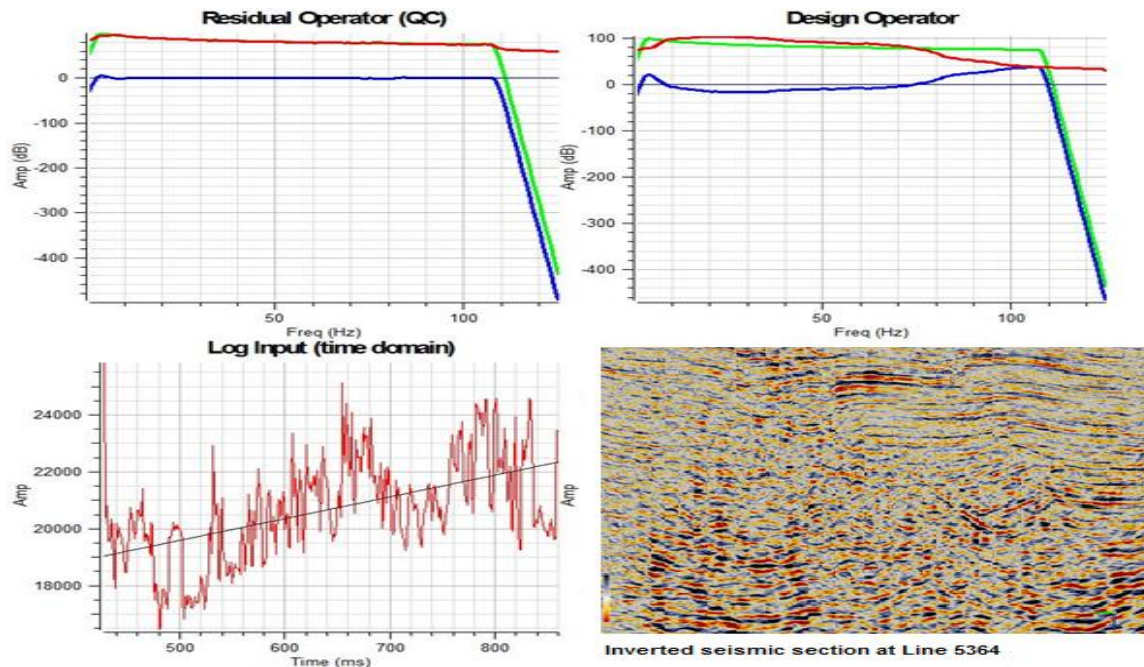 Residual Operator (QC)
0
-100
-200
-300
-400
Amp (dB)
50
100
Freq (Hz)
Design Operator
100
0
-100
-200
-300
-400
Amp (dB)
50
100
Freq (Hz)
Log Input (time domain)
24000
22000
20000
18000
Amp
Amp
500
600
700
800
Time (ms)
Inverted seismic section at Line 5364